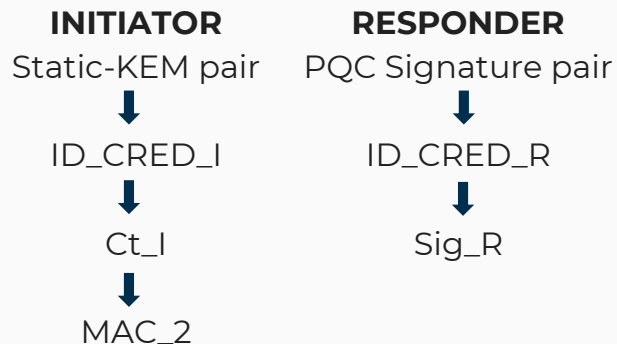 INITIATOR RESPONDER
Static-KEM pair PQC Signature pair
ID_CRED_I ID_CRED_R
Ct_I Sig_R
MAC_2